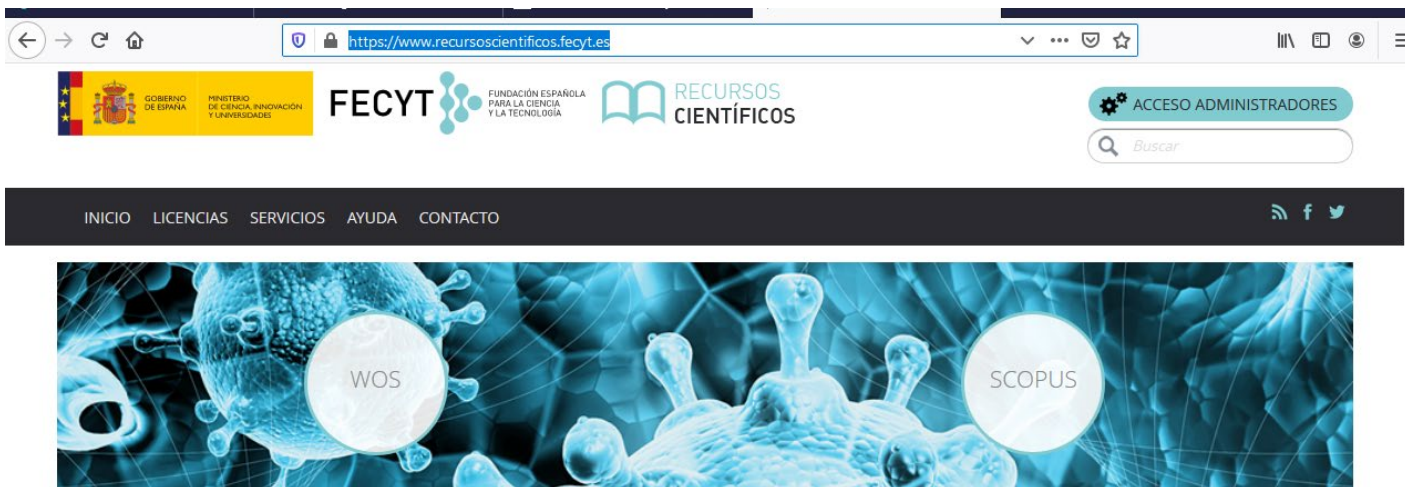 https://www.recursoscientificos.fecyt.es
GOBIERNO
DE ESPAÑA
MINISTERIO
DE CIENCIA, INNOVACIÓN
Y UNIVERSIDADES
FECYT
FUNDACIÓN ESPAÑOLA
PARA LA CIENCIA
Y LA TECNOLOGÍA
RECURSOS
CIENTÍFICOS
ACCESO ADMINISTRADORES
Buscar
INICIO LICENCIAS SERVICIOS AYUDA CONTACTO
WOS
SCOPUS